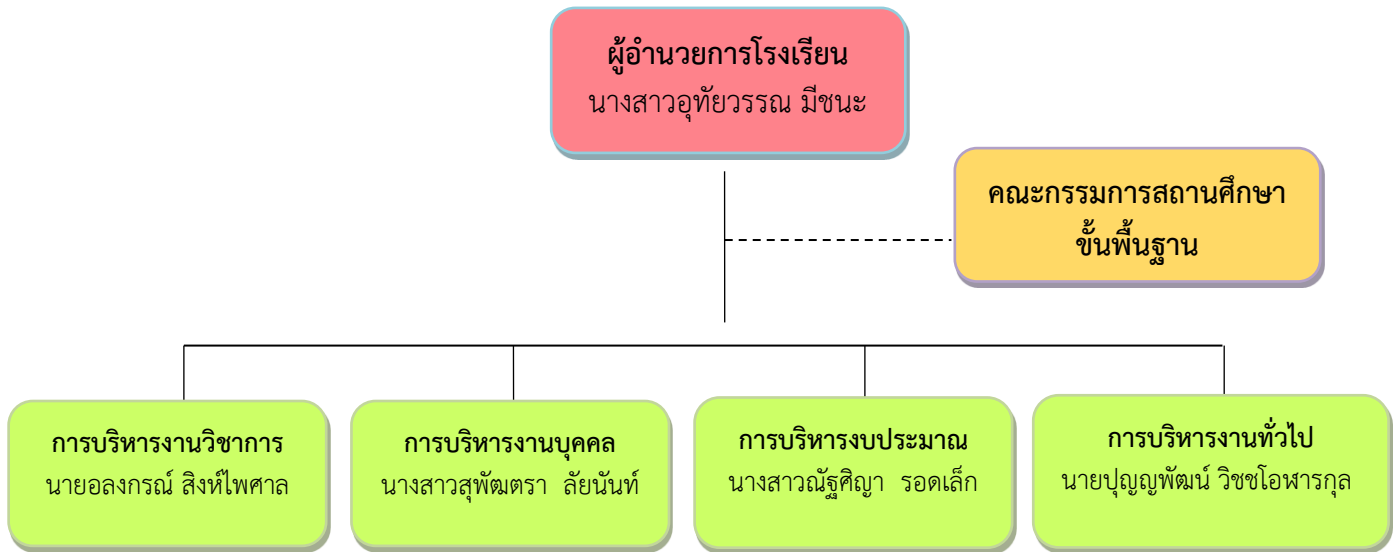 ผู้อำนวยการโรงเรียน
นางสาวอุทัยวรรณ มีชนะ
คณะกรรมการสถานศึกษา
ขั้นพื้นฐาน
การบริหารงานวิชาการ
นายอลงกรณ์ สิงห์ไพศาล
การบริหารงานบุคคล
นางสาวสุพัฒตรา ลัยนันท์
การบริหารงบประมาณ
นางสาวณัฐศิญา รอดเล็ก
การบริหารงานทั่วไป
นายปุญญพัฒน์ วิชชโอฬารกุล